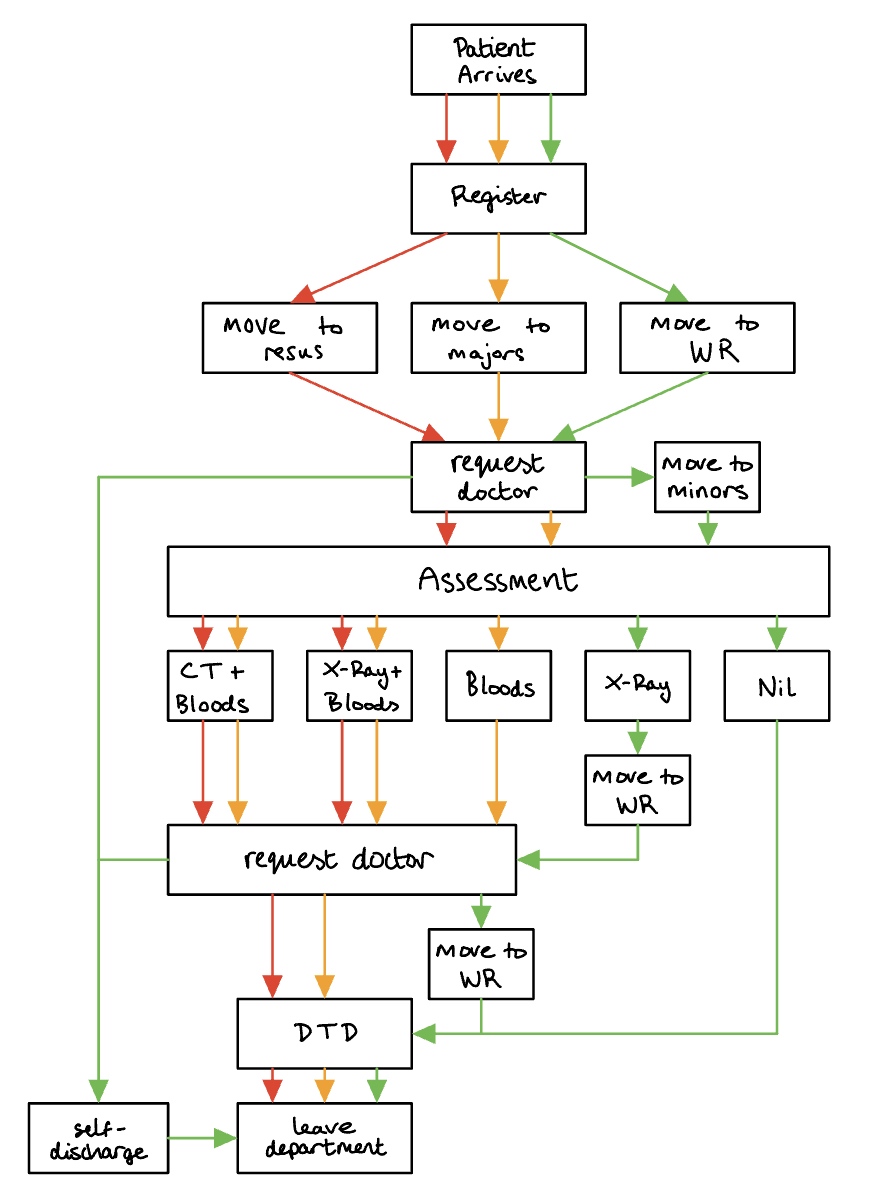 Patient
Arrives
Register
move to
resus
move to
majors
move to
WR
request
doctor
move to
minors
Assessment
CT +
Bloods
X-Ray+
Bloods
Bloods
X-Ray
Nil
Move to
WR
request doctor
Move to
WR
DTD
self-
discharge
leave
department